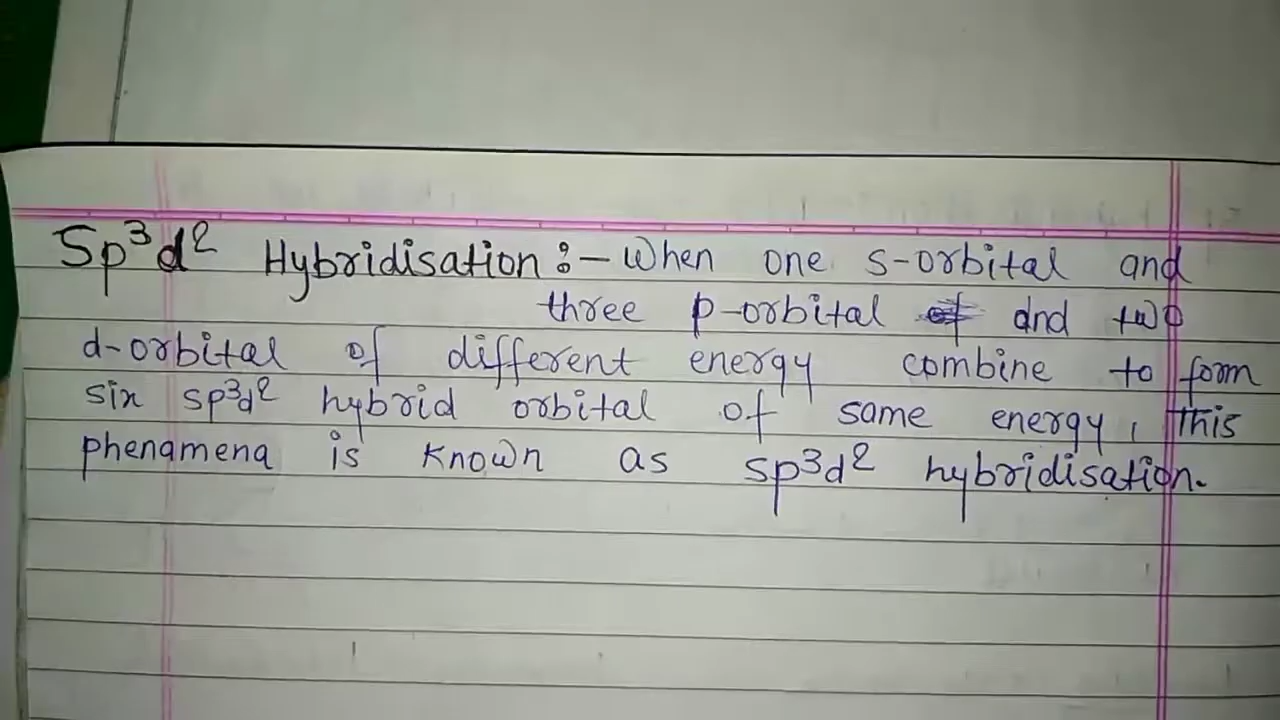 Sp³d² Hybridisation :- When one s-orbital and
three p-orbital and two
d-orbital of different energy combine to form
six sp³d² hybrid orbital of same energy, this
phenamena is known as sp³d² hybridisation.